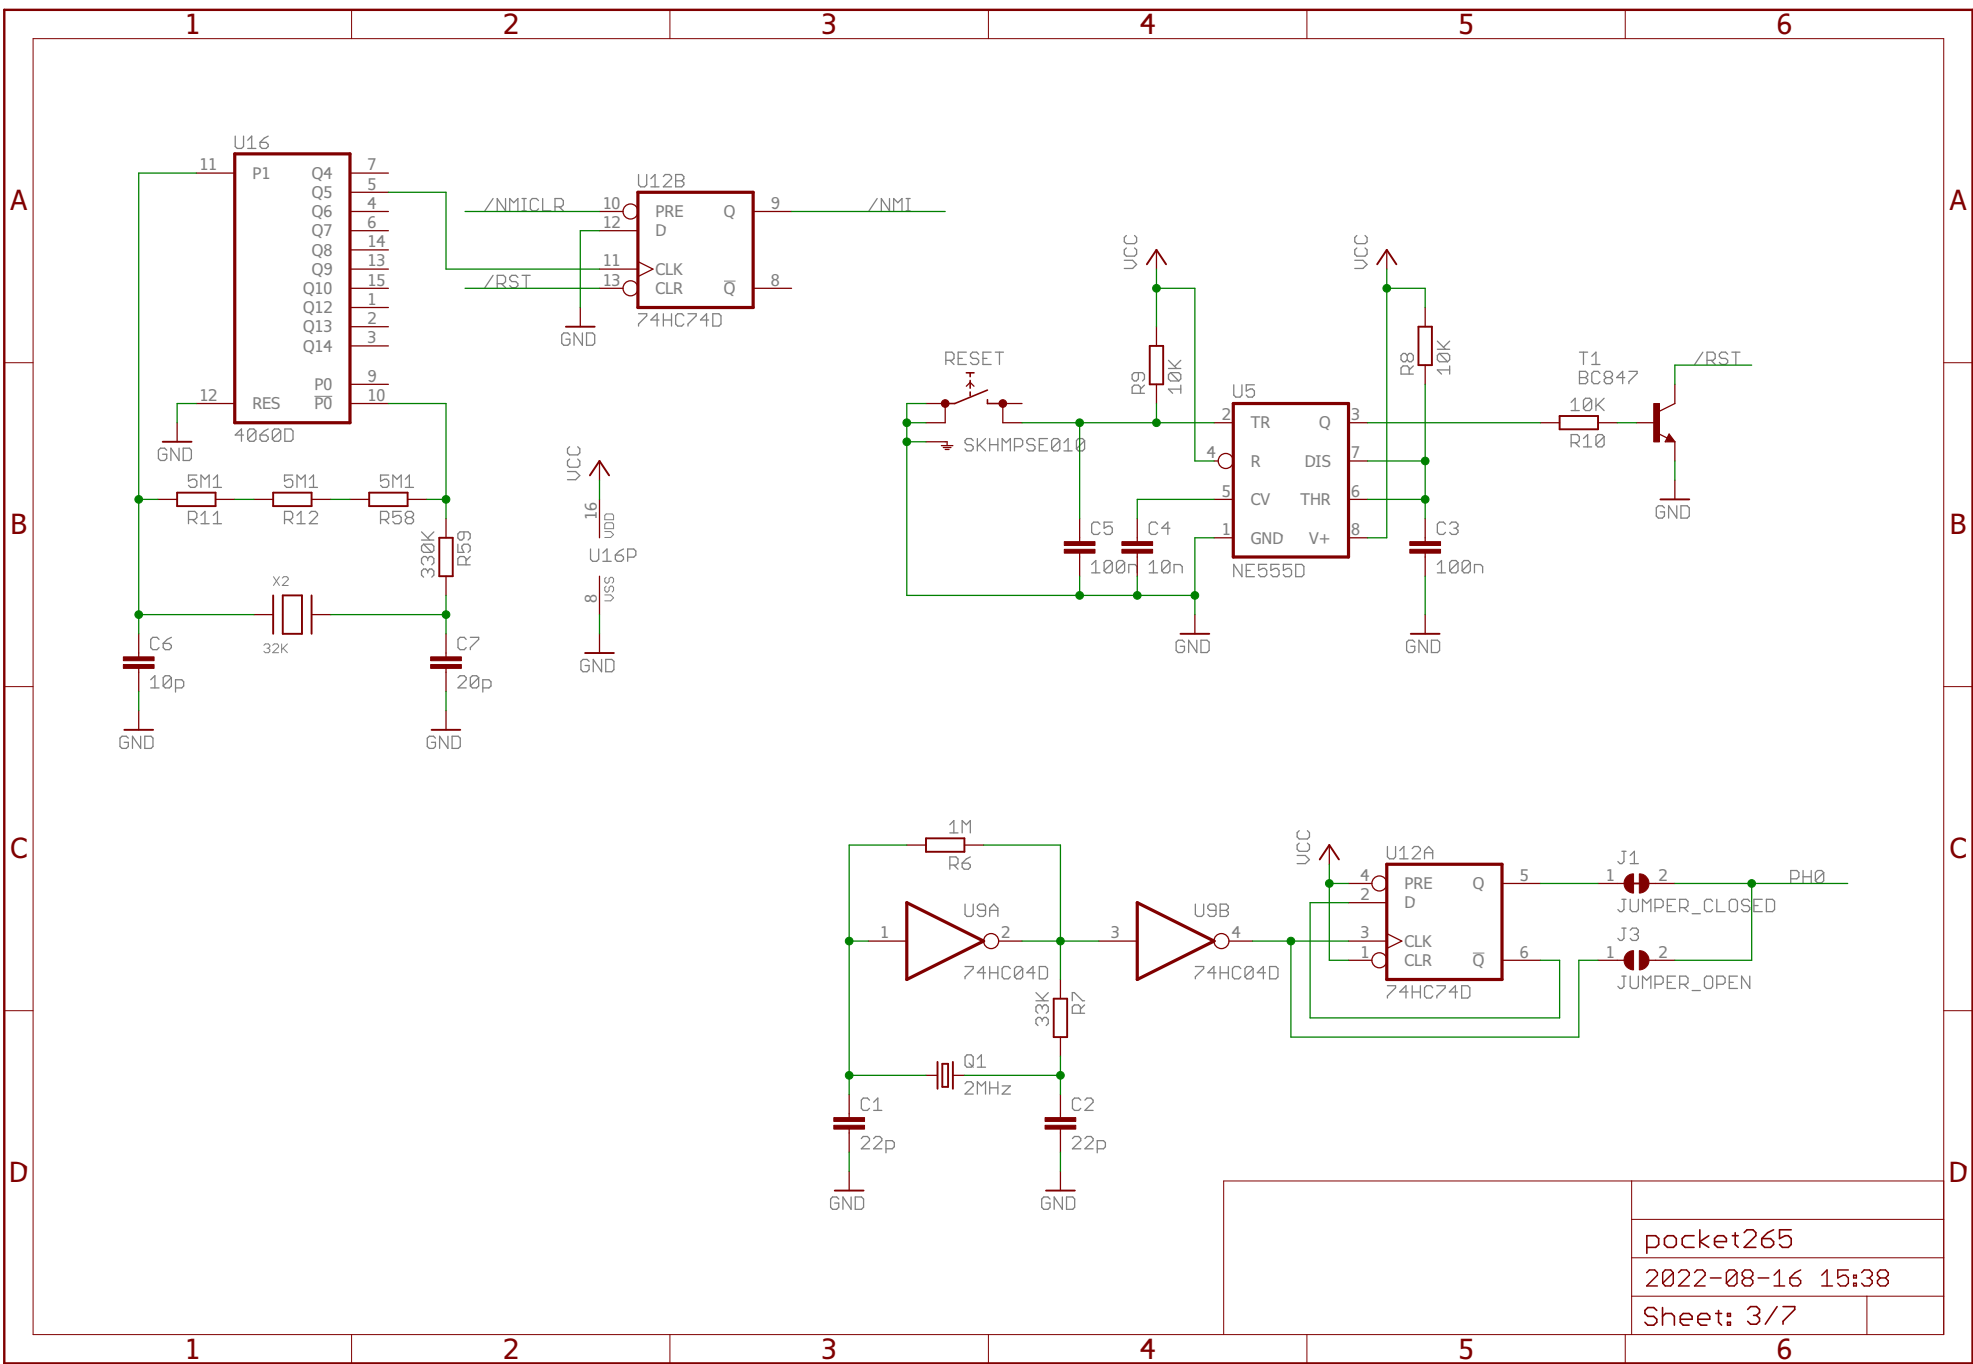 1 2 3 4 5 6
A A
B B
C C
D D
U16
11 P1 Q4 7
Q5 5
Q6 4
Q7 6
Q8 14
Q9 13
Q10 15
Q12 1
Q13 2
Q14 3
P0 9
12 RES P0 10
4060D
GND
5M1 5M1 5M1
R11 R12 R58
330K R59
X2
32K
C6
10p
C7
20p
GND GND
U12B
/NMICLR 10 PRE Q 9 /NMI
12 D
11 CLK
/RST 13 CLR Q 8
74HC74D
GND
VCC
16 VDD
U16P
8 VSS
GND
RESET
SKHMPSE010
VCC VCC
R9 10K
R8 10K
U5
2 TR Q 3
4 R DIS 7
5 CV THR 6
1 GND V+ 8
NE555D
C5
100n
C4
10n
C3
100n
GND GND
10K
R10
T1
BC847
/RST
GND
1M
R6
U9A
1 2
74HC04D
33K R7
Q1
2MHz
C1
22p
C2
22p
GND GND
U9B
3 4
74HC04D
VCC
U12A
4 PRE Q 5
2 D
3 CLK
1 CLR Q 6
74HC74D
J1
1 2
JUMPER_CLOSED
PH0
J3
1 2
JUMPER_OPEN
pocket265
2022-08-16 15:38
Sheet: 3/7
1 2 3 4 5 6